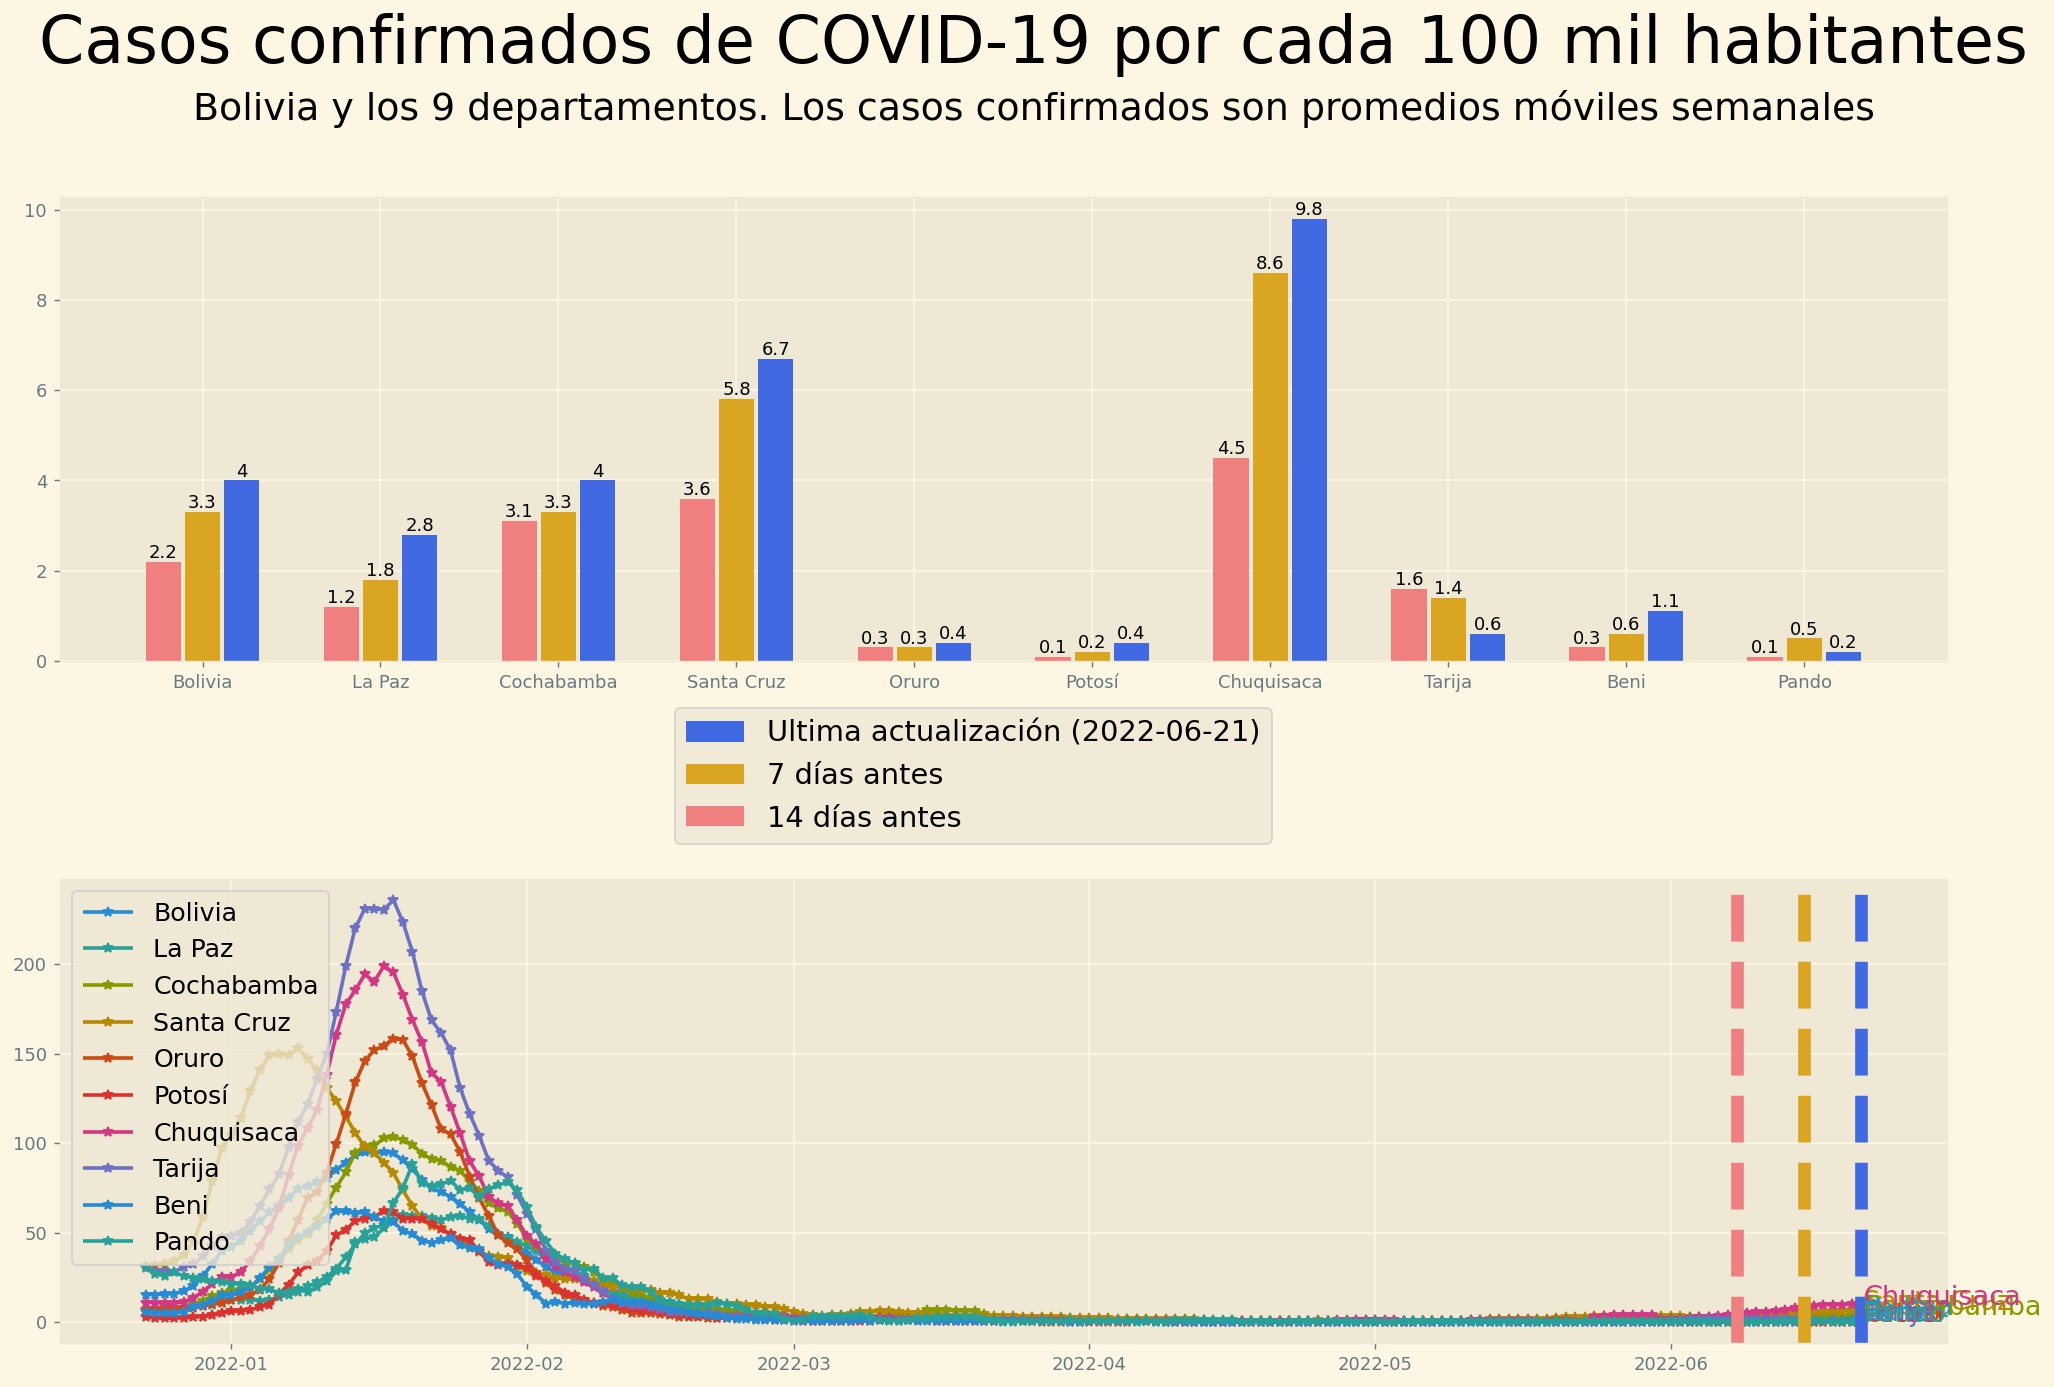 Casos confirmados de COVID-19 por cada 100 mil habitantes
Bolivia y los 9 departamentos. Los casos confirmados son promedios móviles semanales
10
8
6
4
2
0
2.2 3.3 4
1.2 1.8 2.8
3.1 3.3 4
3.6 5.8 6.7
0.3 0.3 0.4
0.1 0.2 0.4
4.5 8.6 9.8
1.6 1.4 0.6
0.3 0.6 1.1
0.1 0.5 0.2
Bolivia La Paz Cochabamba Santa Cruz Oruro Potosí Chuquisaca Tarija Beni Pando
Ultima actualización (2022-06-21)
7 días antes
14 días antes
200
150
100
50
0
Bolivia
La Paz
Cochabamba
Santa Cruz
Oruro
Potosí
Chuquisaca
Tarija
Beni
Pando
Chuquisaca
2022-01 2022-02 2022-03 2022-04 2022-05 2022-06